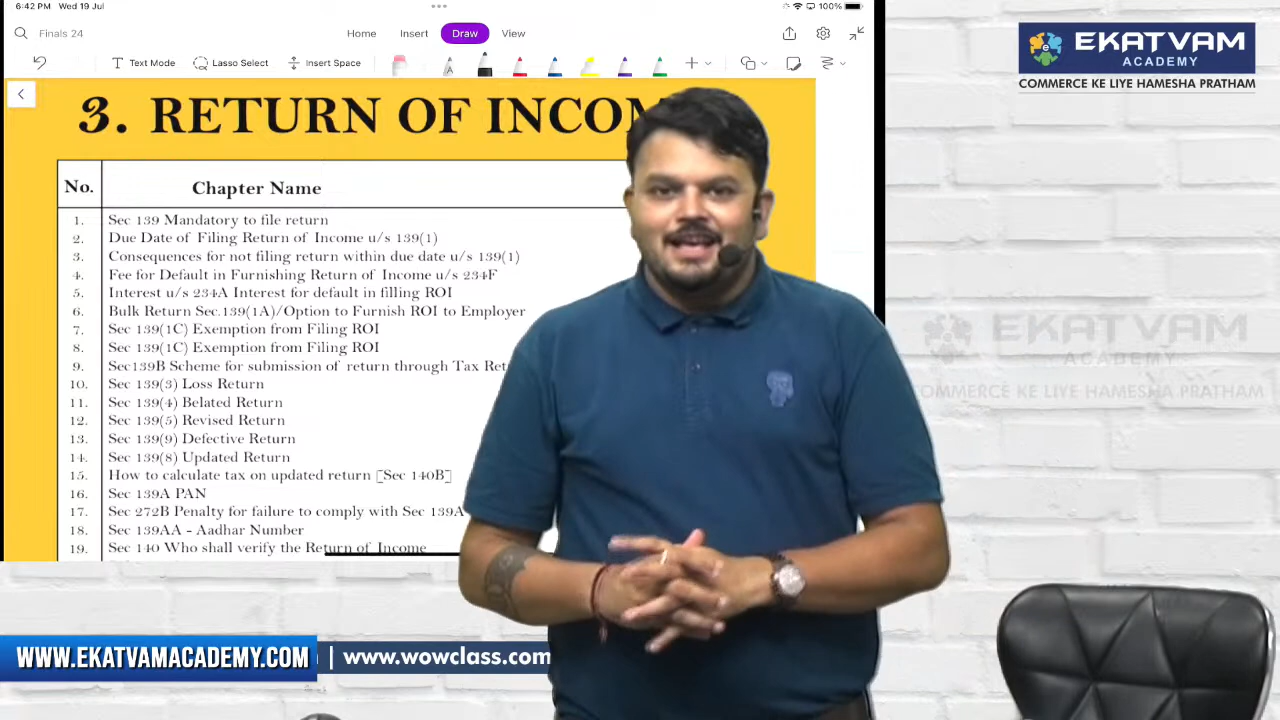 6:42 PM Wed 19 Jul
100%
Finals 24
Home Insert Draw View
Text Mode Lasso Select Insert Space
EKATVAM
ACADEMY
COMMERCE KE LIYE HAMESHA PRATHAM
3. RETURN OF INCOM
No. Chapter Name
1. Sec 139 Mandatory to file return
2. Due Date of Filing Return of Income u/s 139(1)
3. Consequences for not filing return within due date u/s 139(1)
4. Fee for Default in Furnishing Return of Income u/s 234F
5. Interest u/s 234A Interest for default in filling ROI
6. Bulk Return Sec.139(1A)/Option to Furnish ROI to Employer
7. Sec 139(1C) Exemption from Filing ROI
8. Sec 139(1C) Exemption from Filing ROI
9. Sec139B Scheme for submission of return through Tax Ret
10. Sec 139(3) Loss Return
11. Sec 139(4) Belated Return
12. Sec 139(5) Revised Return
13. Sec 139(9) Defective Return
14. Sec 139(8) Updated Return
15. How to calculate tax on updated return [Sec 140B]
16. Sec 139A PAN
17. Sec 272B Penalty for failure to comply with Sec 139A
18. Sec 139AA - Aadhar Number
19. Sec 140 Who shall verify the Return of Income
EKATVAM
ACADEMY
COMMERCE KE LIYE HAMESHA PRATHAM
WWW.EKATVAMACADEMY.COM | www.wowclass.com